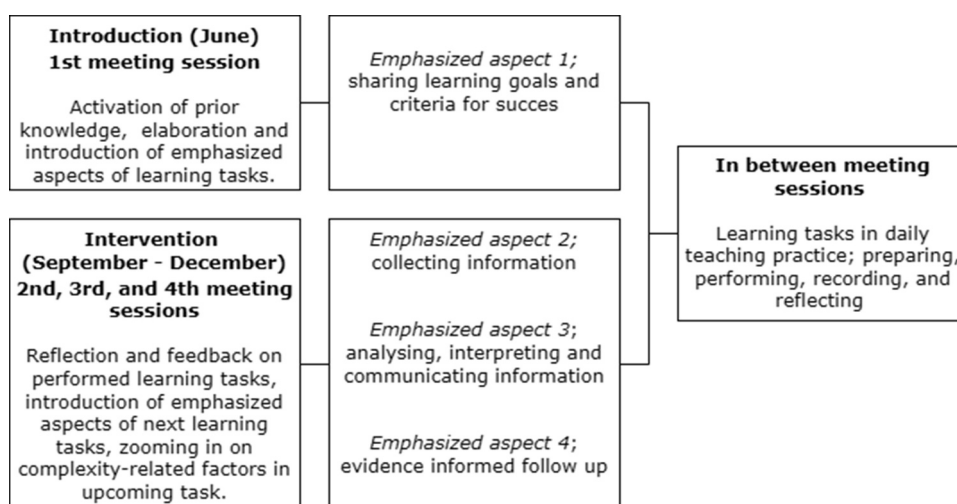 Introduction (June)
1st meeting session
Activation of prior
knowledge, elaboration and
introduction of emphasized
aspects of learning tasks.
Emphasized aspect 1;
sharing learning goals and
criteria for succes
Intervention
(September - December)
2nd, 3rd, and 4th meeting
sessions
Reflection and feedback on
performed learning tasks,
introduction of emphasized
aspects of next learning
tasks, zooming in on
complexity-related factors in
upcoming task.
Emphasized aspect 2;
collecting information
Emphasized aspect 3;
analysing, interpreting and
communicating information
Emphasized aspect 4;
evidence informed follow up
In between meeting
sessions
Learning tasks in daily
teaching practice; preparing,
performing, recording, and
reflecting